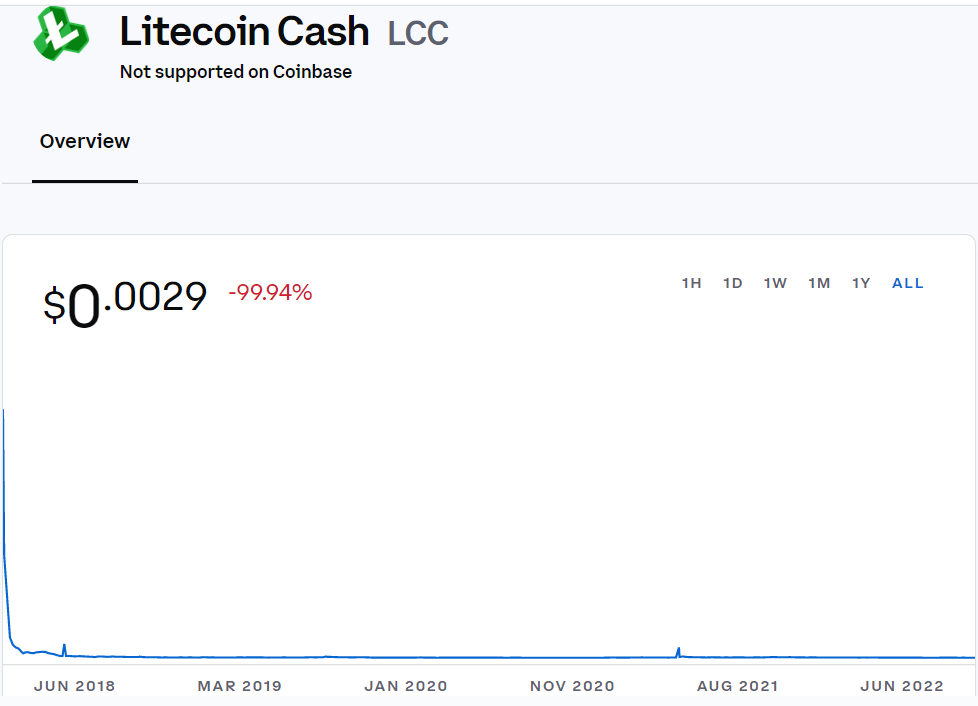 Litecoin Cash LCC
Not supported on Coinbase
Overview
$0.0029 -99.94% 1H 1D 1W 1M 1Y ALL
JUN 2018 MAR 2019 JAN 2020 NOV 2020 AUG 2021 JUN 2022